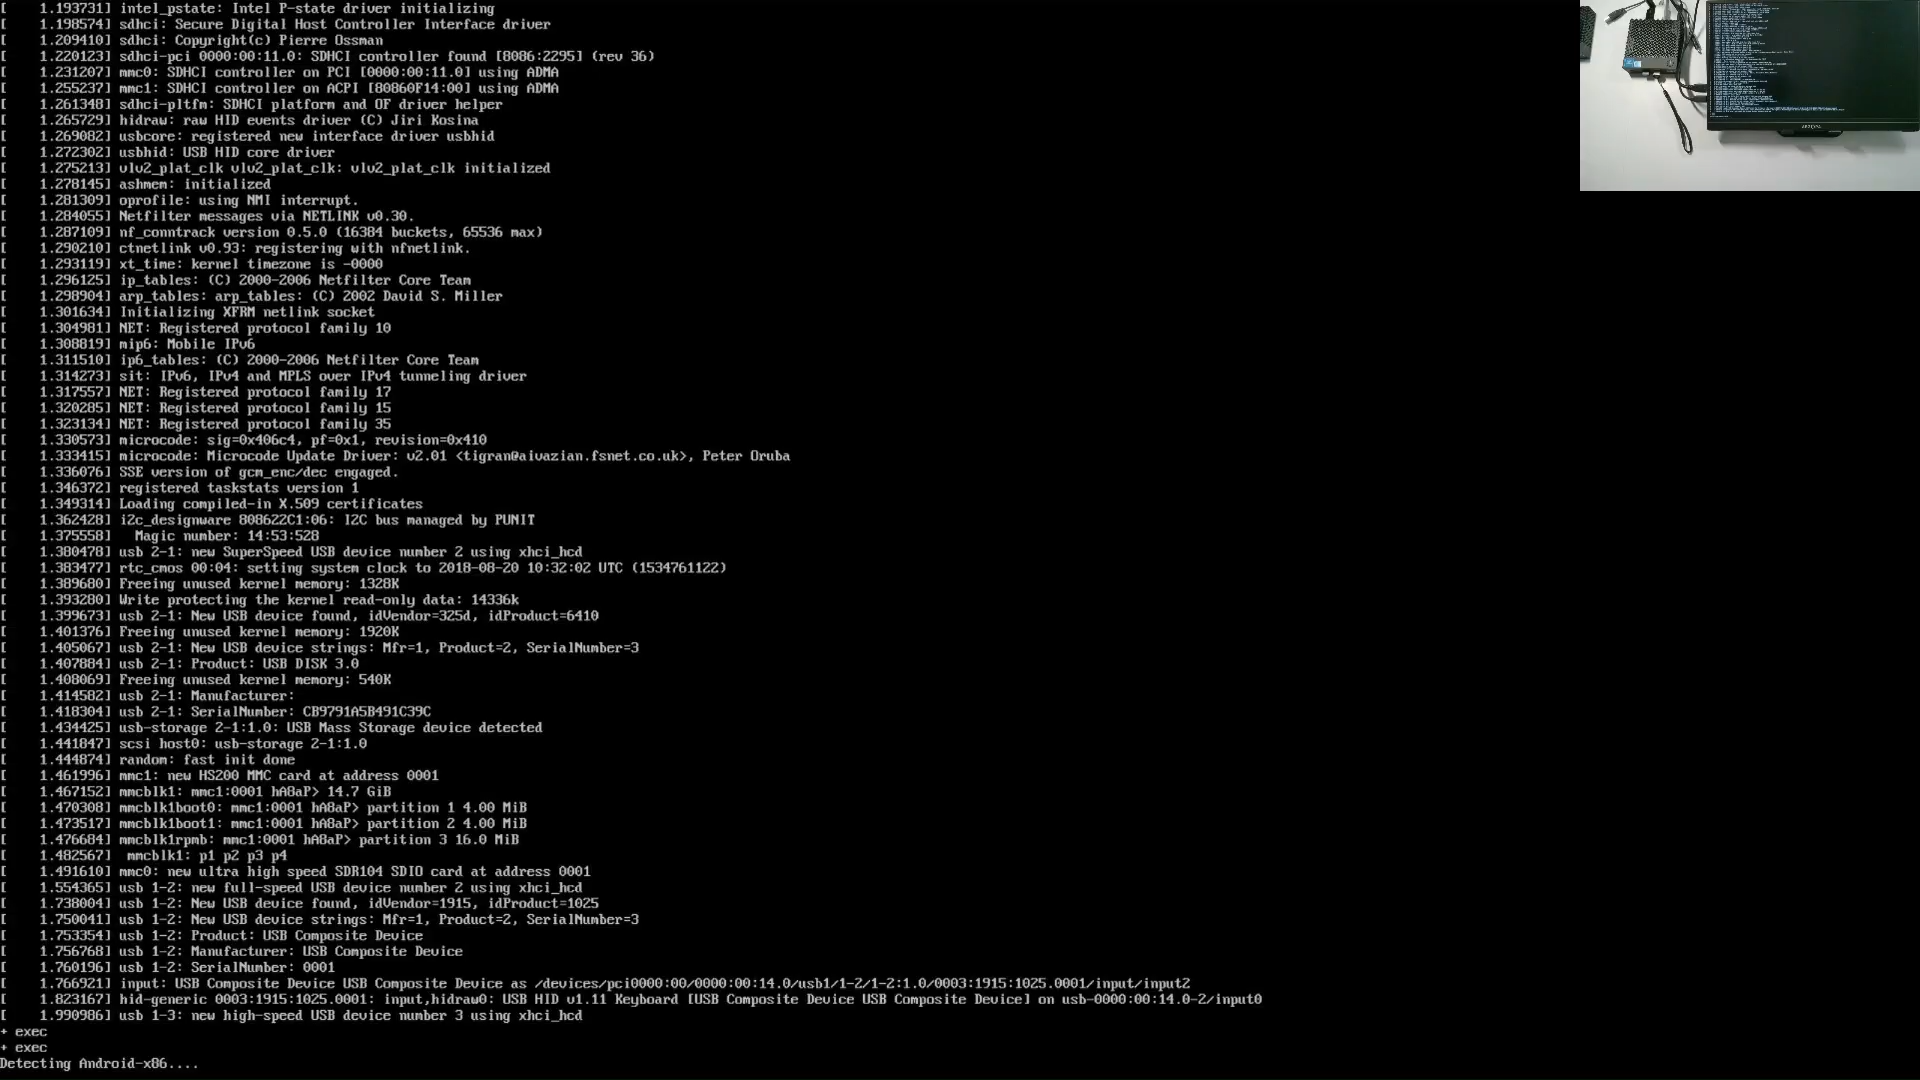 [    1.193731] intel_pstate: Intel P-state driver initializing
[    1.198574] sdhci: Secure Digital Host Controller Interface driver
[    1.209410] sdhci: Copyright(c) Pierre Ossman
[    1.220123] sdhci-pci 0000:00:11.0: SDHCI controller found [8086:2295] (rev 36)
[    1.231207] mmc0: SDHCI controller on PCI [0000:00:11.0] using ADMA
[    1.255237] mmc1: SDHCI controller on ACPI [80860F14:00] using ADMA
[    1.261348] sdhci-pltfm: SDHCI platform and OF driver helper
[    1.265729] hidraw: raw HID events driver (C) Jiri Kosina
[    1.269082] usbcore: registered new interface driver usbhid
[    1.272302] usbhid: USB HID core driver
[    1.275213] vlv2_plat_clk vlv2_plat_clk: vlv2_plat_clk initialized
[    1.278145] ashmem: initialized
[    1.281309] oprofile: using NMI interrupt.
[    1.284055] Netfilter messages via NETLINK v0.30.
[    1.287109] nf_conntrack version 0.5.0 (16384 buckets, 65536 max)
[    1.290210] ctnetlink v0.93: registering with nfnetlink.
[    1.293119] xt_time: kernel timezone is -0000
[    1.296125] ip_tables: (C) 2000-2006 Netfilter Core Team
[    1.298904] arp_tables: arp_tables: (C) 2002 David S. Miller
[    1.301634] Initializing XFRM netlink socket
[    1.304981] NET: Registered protocol family 10
[    1.308819] mip6: Mobile IPv6
[    1.311510] ip6_tables: (C) 2000-2006 Netfilter Core Team
[    1.314273] sit: IPv6, IPv4 and MPLS over IPv4 tunneling driver
[    1.317557] NET: Registered protocol family 17
[    1.320285] NET: Registered protocol family 15
[    1.323134] NET: Registered protocol family 35
[    1.330573] microcode: sig=0x406c4, pf=0x1, revision=0x410
[    1.333415] microcode: Microcode Update Driver: v2.01 <tigran@aivazian.fsnet.co.uk>, Peter Oruba
[    1.336076] SSE version of gcm_enc/dec engaged.
[    1.346372] registered taskstats version 1
[    1.349314] Loading compiled-in X.509 certificates
[    1.362428] i2c_designware 808622C1:06: I2C bus managed by PUNIT
[    1.375558]   Magic number: 14:53:528
[    1.380478] usb 2-1: new SuperSpeed USB device number 2 using xhci_hcd
[    1.383477] rtc_cmos 00:04: setting system clock to 2018-08-20 10:32:02 UTC (1534761122)
[    1.389680] Freeing unused kernel memory: 1328K
[    1.393280] Write protecting the kernel read-only data: 14336k
[    1.399673] usb 2-1: New USB device found, idVendor=325d, idProduct=6410
[    1.401376] Freeing unused kernel memory: 1920K
[    1.405067] usb 2-1: New USB device strings: Mfr=1, Product=2, SerialNumber=3
[    1.407884] usb 2-1: Product: USB DISK 3.0
[    1.408069] Freeing unused kernel memory: 540K
[    1.414582] usb 2-1: Manufacturer:
[    1.418304] usb 2-1: SerialNumber: CB9791A5B491C39C
[    1.434425] usb-storage 2-1:1.0: USB Mass Storage device detected
[    1.441847] scsi host0: usb-storage 2-1:1.0
[    1.444874] random: fast init done
[    1.461996] mmc1: new HS200 MMC card at address 0001
[    1.467152] mmcblk1: mmc1:0001 hA8aP> 14.7 GiB
[    1.470308] mmcblk1boot0: mmc1:0001 hA8aP> partition 1 4.00 MiB
[    1.473517] mmcblk1boot1: mmc1:0001 hA8aP> partition 2 4.00 MiB
[    1.476684] mmcblk1rpmb: mmc1:0001 hA8aP> partition 3 16.0 MiB
[    1.482567]  mmcblk1: p1 p2 p3 p4
[    1.491610] mmc0: new ultra high speed SDR104 SDIO card at address 0001
[    1.554365] usb 1-2: new full-speed USB device number 2 using xhci_hcd
[    1.738004] usb 1-2: New USB device found, idVendor=1915, idProduct=1025
[    1.750041] usb 1-2: New USB device strings: Mfr=1, Product=2, SerialNumber=3
[    1.753354] usb 1-2: Product: USB Composite Device
[    1.756768] usb 1-2: Manufacturer: USB Composite Device
[    1.760196] usb 1-2: SerialNumber: 0001
[    1.766921] input: USB Composite Device USB Composite Device as /devices/pci0000:00/0000:00:14.0/usb1/1-2/1-2:1.0/0003:1915:1025.0001/input/input2
[    1.823167] hid-generic 0003:1915:1025.0001: input,hidraw0: USB HID v1.11 Keyboard [USB Composite Device USB Composite Device] on usb-0000:00:14.0-2/input0
[    1.990986] usb 1-3: new high-speed USB device number 3 using xhci_hcd
+ exec
+ exec
Detecting Android-x86....